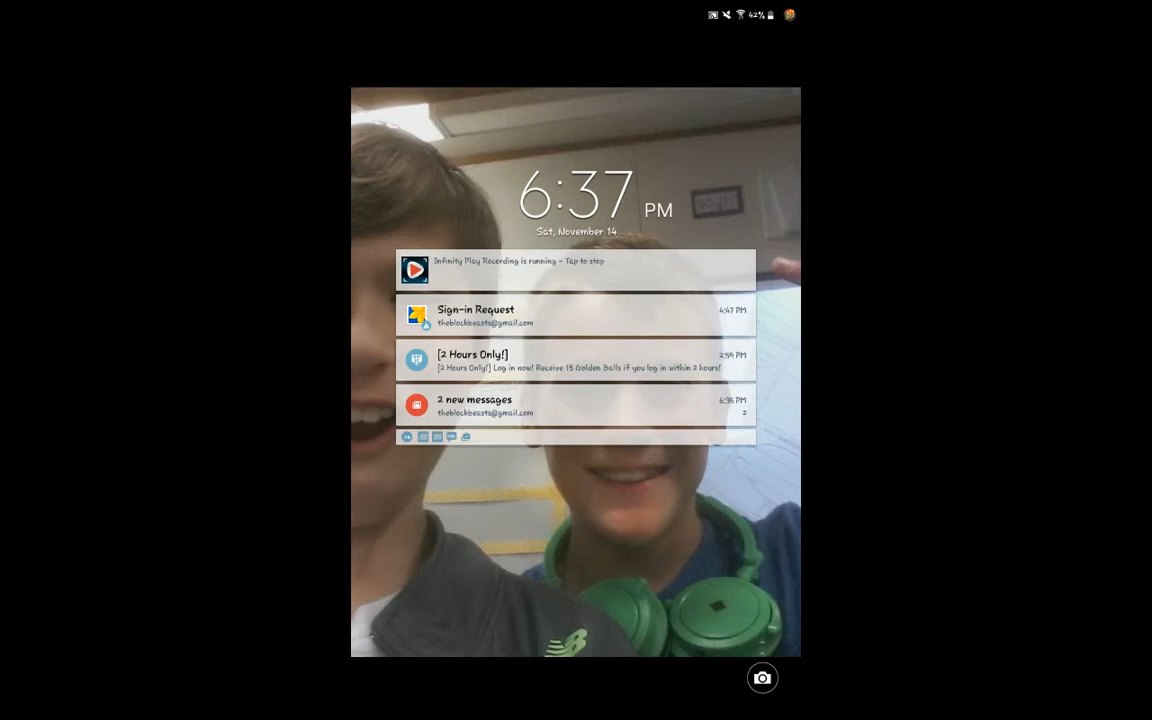 42%
6:37 PM
Sat, November 14
Infinity Play Recording is running - Tap to stop
Sign-in Request 4:47 PM
theblockbeasts@gmail.com
[2 Hours Only!] 2:59 PM
[2 Hours Only!] Log in now! Receive 15 Golden Balls if you log in within 2 hours!
2 new messages 6:35 PM
theblockbeasts@gmail.com 2